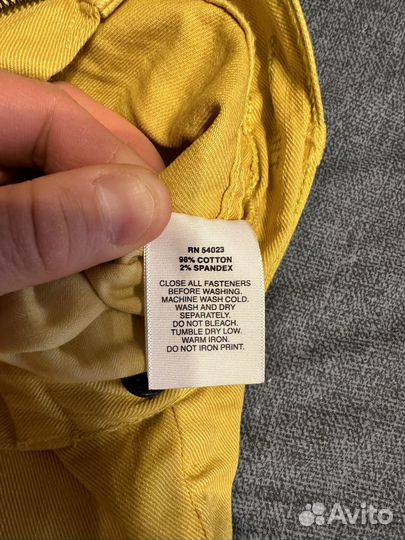 RN 54023
98% COTTON
2% SPANDEX
CLOSE ALL FASTENERS
BEFORE WASHING.
MACHINE WASH COLD.
WASH AND DRY
SEPARATELY.
DO NOT BLEACH.
TUMBLE DRY LOW.
WARM IRON.
DO NOT IRON PRINT.
Avito